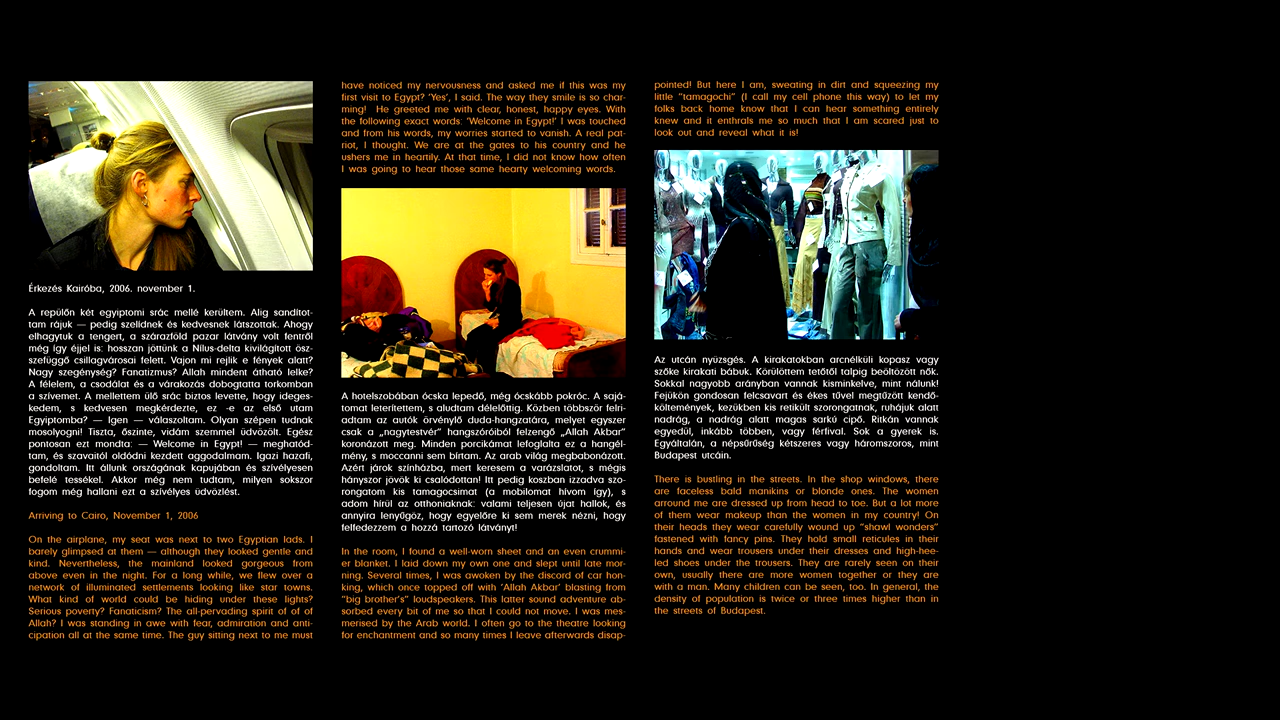 Érkezés Kairóba, 2006. november 1.
A repülőn két egyiptomi srác mellé kerültem. Alig sandítot-
tam rájuk — pedig szelídnek és kedvesnek látszottak. Ahogy
elhagytuk a tengert, a szárazföld pazar látvány volt fentről
még így éjjel is: hosszan jöttünk a Nílus-delta kivilágított ösz-
szefüggő csillagvárosai felett. Vajon mi rejlik e fények alatt?
Nagy szegénység? Fanatizmus? Allah mindent átható lelke?
A félelem, a csodálat és a várakozás dobogtatta torkomban
a szívemet. A mellettem ülő srác biztos levette, hogy ideges-
kedem, s kedvesen megkérdezte, ez -e az első utam
Egyiptomba? — Igen — válaszoltam. Olyan szépen tudnak
mosolyogni! Tiszta, őszinte, vidám szemmel üdvözölt. Egész
pontosan ezt mondta: — Welcome in Egypt! — meghatód-
tam, és szavaitól oldódni kezdett aggodalmam. Igazi hazafi,
gondoltam. Itt állunk országának kapujában és szívélyesen
befelé tessékel. Akkor még nem tudtam, milyen sokszor
fogom még hallani ezt a szívélyes üdvözlést.
Arriving to Cairo, November 1, 2006
On the airplane, my seat was next to two Egyptian lads. I
barely glimpsed at them — although they looked gentle and
kind. Nevertheless, the mainland looked gorgeous from
above even in the night. For a long while, we flew over a
network of illuminated settlements looking like star towns.
What kind of world could be hiding under these lights?
Serious poverty? Fanaticism? The all-pervading spirit of of
Allah? I was standing in awe with fear, admiration and anti-
cipation all at the same time. The guy sitting next to me must
have noticed my nervousness and asked me if this was my
first visit to Egypt? 'Yes', I said. The way they smile is so char-
ming! He greeted me with clear, honest, happy eyes. With
the following exact words: 'Welcome in Egypt!' I was touched
and from his words, my worries started to vanish. A real pat-
riot, I thought. We are at the gates to his country and he
ushers me in heartily. At that time, I did not know how often
I was going to hear those same hearty welcoming words.
A hotelszobában ócska lepedő, még ócskább pokróc. A sajá-
tomat leterítettem, s aludtam délelőttig. Közben többször felri-
adtam az autók örvénylő duda-hangzatára, melyet egyszer
csak a „nagytestvér” hangszóróiból felzengő „Allah Akbar”
koronázott meg. Minden porcikámat lefoglalta ez a hangél-
mény, s moccanni sem bírtam. Az arab világ megbabonázott.
Azért járok színházba, mert keresem a varázslatot, s mégis
hányszor jövök ki csalódottan! Itt pedig koszban izzadva szo-
rongatom kis tamagocsimat (a mobilomat hívom így), s
adom hírül az otthoniaknak: valami teljesen újat hallok, és
annyira lenyűgöz, hogy egyelőre ki sem merek nézni, hogy
felfedezzem a hozzá tartozó látványt!
In the room, I found a well-worn sheet and an even crummi-
er blanket. I laid down my own one and slept until late mor-
ning. Several times, I was awoken by the discord of car hon-
king, which once topped off with 'Allah Akbar' blasting from
"big brother's" loudspeakers. This latter sound adventure ab-
sorbed every bit of me so that I could not move. I was mes-
merised by the Arab world. I often go to the theatre looking
for enchantment and so many times I leave afterwards disap-
pointed! But here I am, sweating in dirt and squeezing my
little "tamagochi" (I call my cell phone this way) to let my
folks back home know that I can hear something entirely
knew and it enthrals me so much that I am scared just to
look out and reveal what it is!
Az utcán nyüzsgés. A kirakatokban arcnélküli kopasz vagy
szőke kirakati bábuk. Körülöttem tetőtől talpig beöltözött nők.
Sokkal nagyobb arányban vannak kisminkelve, mint nálunk!
Fejükön gondosan felcsavart és ékes tűvel megtűzött kendő-
költemények, kezükben kis retikült szorongatnak, ruhájuk alatt
nadrág, a nadrág alatt magas sarkú cipő. Ritkán vannak
egyedül, inkább többen, vagy férfival. Sok a gyerek is.
Egyáltalán, a népsűrűség kétszeres vagy háromszoros, mint
Budapest utcáin.
There is bustling in the streets. In the shop windows, there
are faceless bald manikins or blonde ones. The women
arround me are dressed up from head to toe. But a lot more
of them wear makeup than the women in my country! On
their heads they wear carefully wound up "shawl wonders"
fastened with fancy pins. They hold small reticules in their
hands and wear trousers under their dresses and high-hee-
led shoes under the trousers. They are rarely seen on their
own, usually there are more women together or they are
with a man. Many children can be seen, too. In general, the
density of population is twice or three times higher than in
the streets of Budapest.